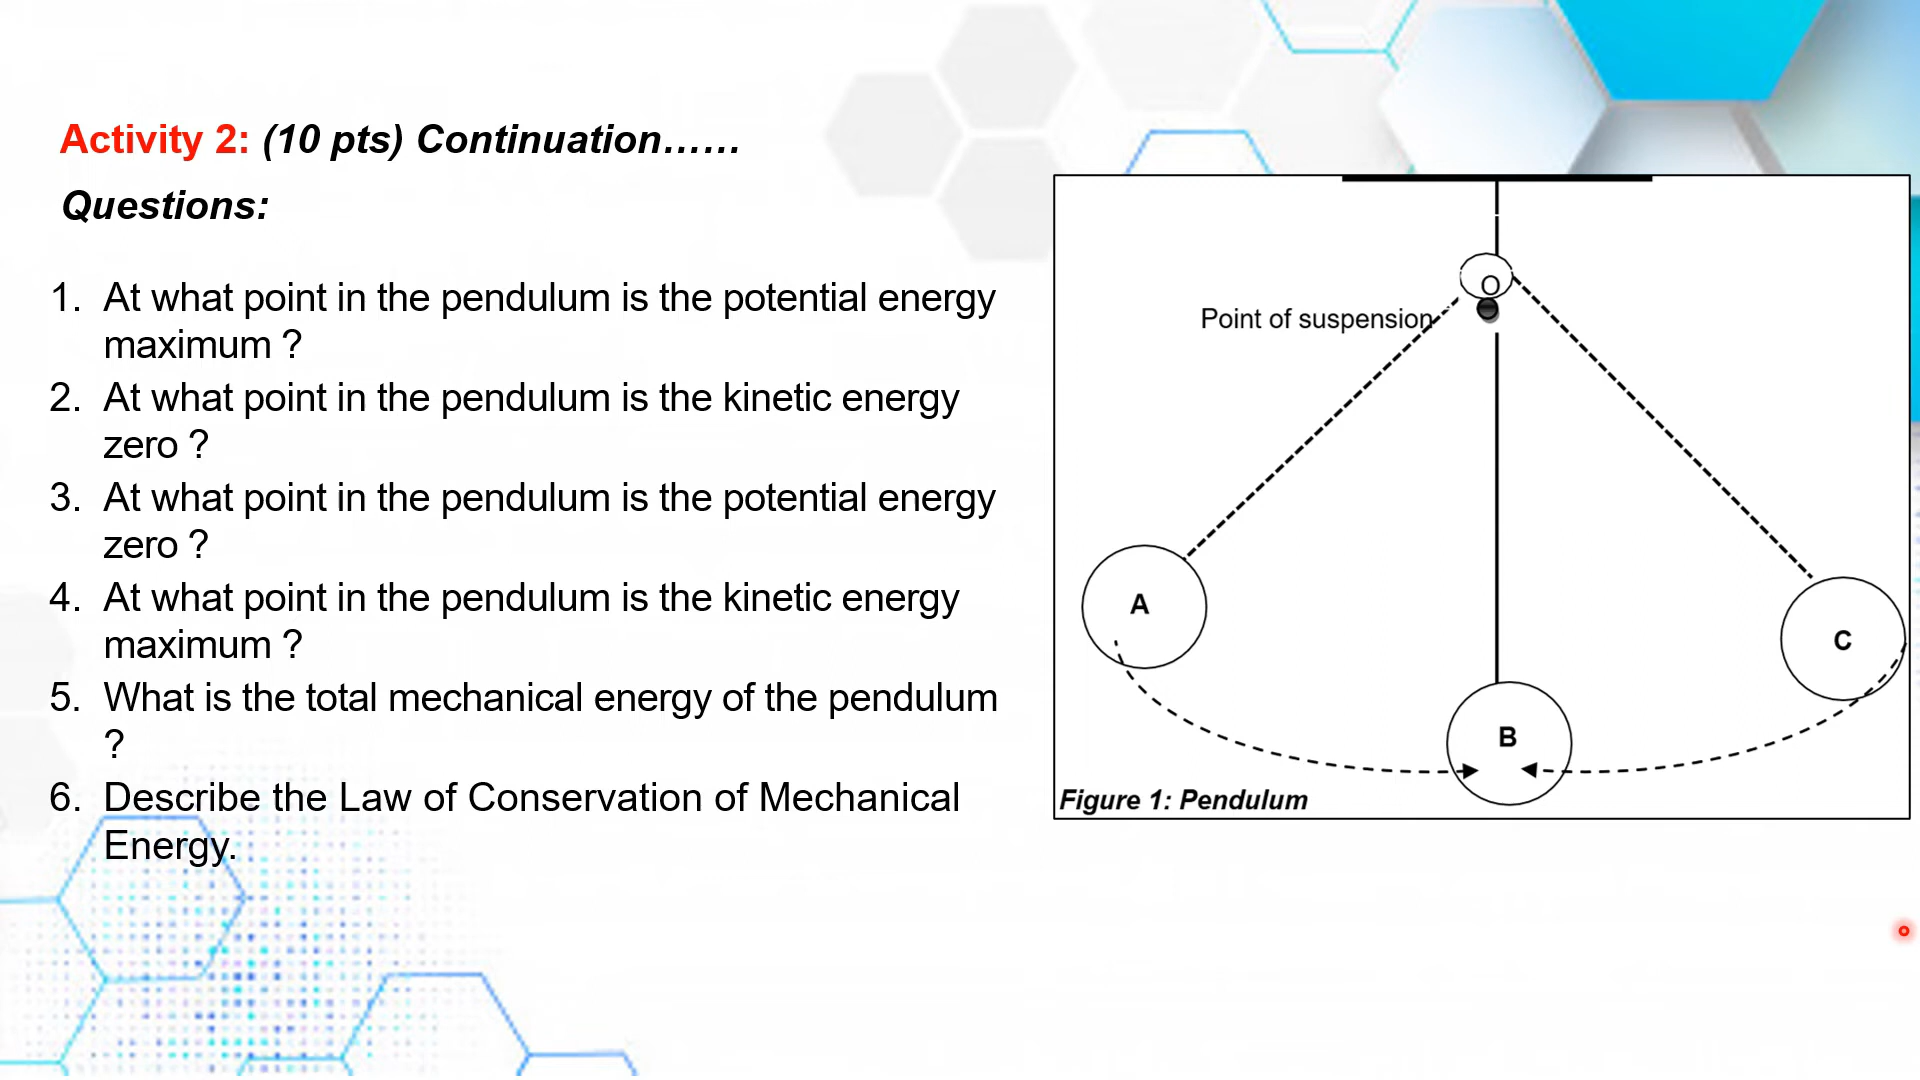 Activity 2: (10 pts) Continuation……
Questions:
1. At what point in the pendulum is the potential energy
maximum ?
2. At what point in the pendulum is the kinetic energy
zero ?
3. At what point in the pendulum is the potential energy
zero ?
4. At what point in the pendulum is the kinetic energy
maximum ?
5. What is the total mechanical energy of the pendulum
?
6. Describe the Law of Conservation of Mechanical
Energy.
O
Point of suspension
A
C
B
Figure 1: Pendulum